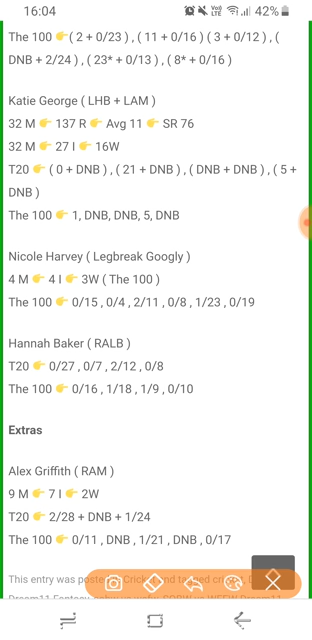 16:04 42%
The 100 👉( 2 + 0/23 ) , ( 11 + 0/16 ) ( 3 + 0/12 ) , (
DNB + 2/24 ) , ( 23* + 0/13 ) , ( 8* + 0/16 )
Katie George ( LHB + LAM )
32 M 👉 137 R 👉 Avg 11 👉 SR 76
32 M 👉 27 I 👉 16W
T20 👉 ( 0 + DNB ) , ( 21 + DNB ) , ( DNB + DNB ) , ( 5 +
DNB )
The 100 👉 1, DNB, DNB, 5, DNB
Nicole Harvey ( Legbreak Googly )
4 M 👉 4 I 👉 3W ( The 100 )
The 100 👉 0/15 , 0/4 , 2/11 , 0/8 , 1/23 , 0/19
Hannah Baker ( RALB )
T20 👉 0/27 , 0/7 , 2/12 , 0/8
The 100 👉 0/16 , 1/18 , 1/9 , 0/10
Extras
Alex Griffith ( RAM )
9 M 👉 7 I 👉 2W
T20 👉 2/28 + DNB + 1/24
The 100 👉 0/11 , DNB , 1/21 , DNB , 0/17
This entry was posted